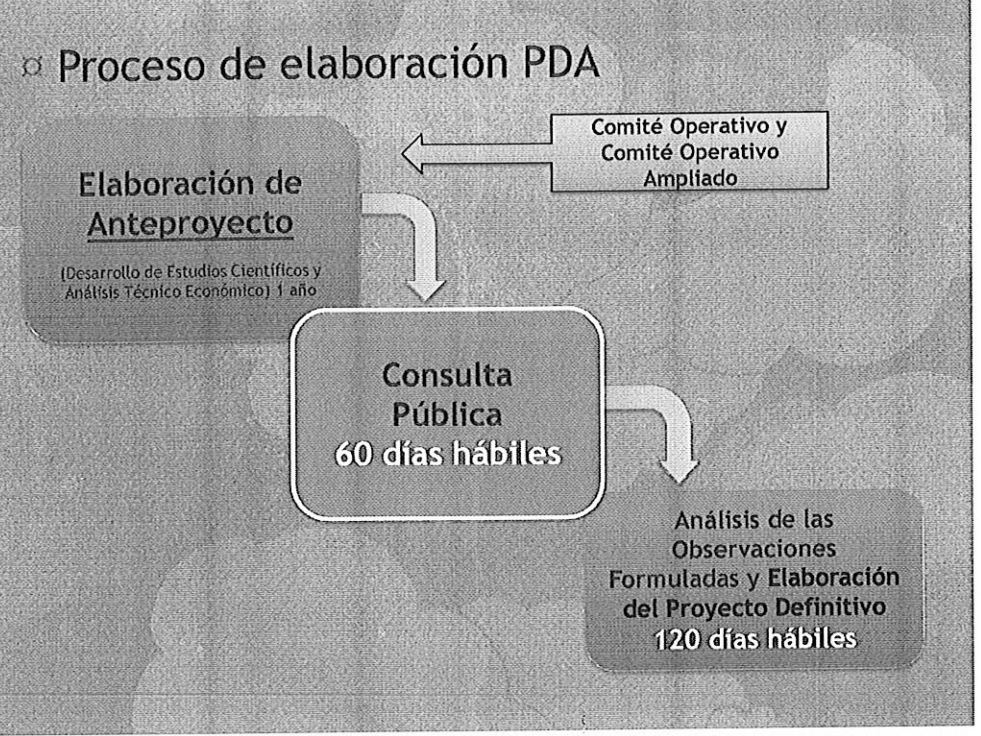 ¤ Proceso de elaboración PDA
Comité Operativo y
Comité Operativo
Ampliado
Elaboración de
Anteproyecto
(Desarrollo de Estudios Científicos y
Análisis Técnico Económico) 1 año
Consulta
Pública
60 días hábiles
Análisis de las
Observaciones
Formuladas y Elaboración
del Proyecto Definitivo
120 días hábiles